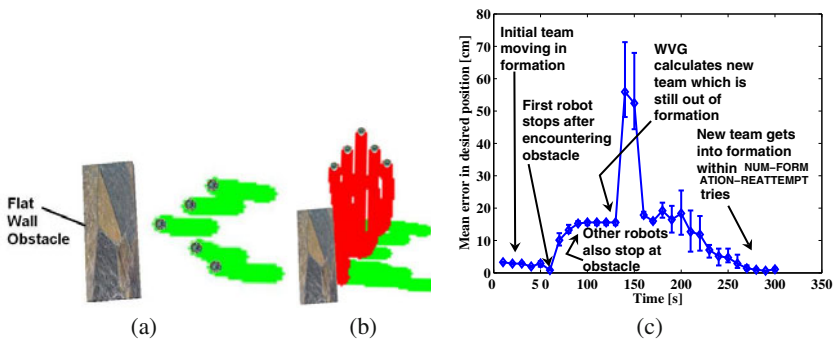 Flat
Wall
Obstacle
(a)
(b)
Mean error in desired position [cm]
80
70
60
50
40
30
20
10
0
Initial team
moving in
formation
First robot
stops after
encountering
obstacle
WVG
calculates new
team which is
still out of
formation
New team gets
into formation
within NUM–FORM
ATION–REATTEMPT
tries
Other robots
also stop at
obstacle
0 50 100 150 200 250 300 350
Time [s]
(c)